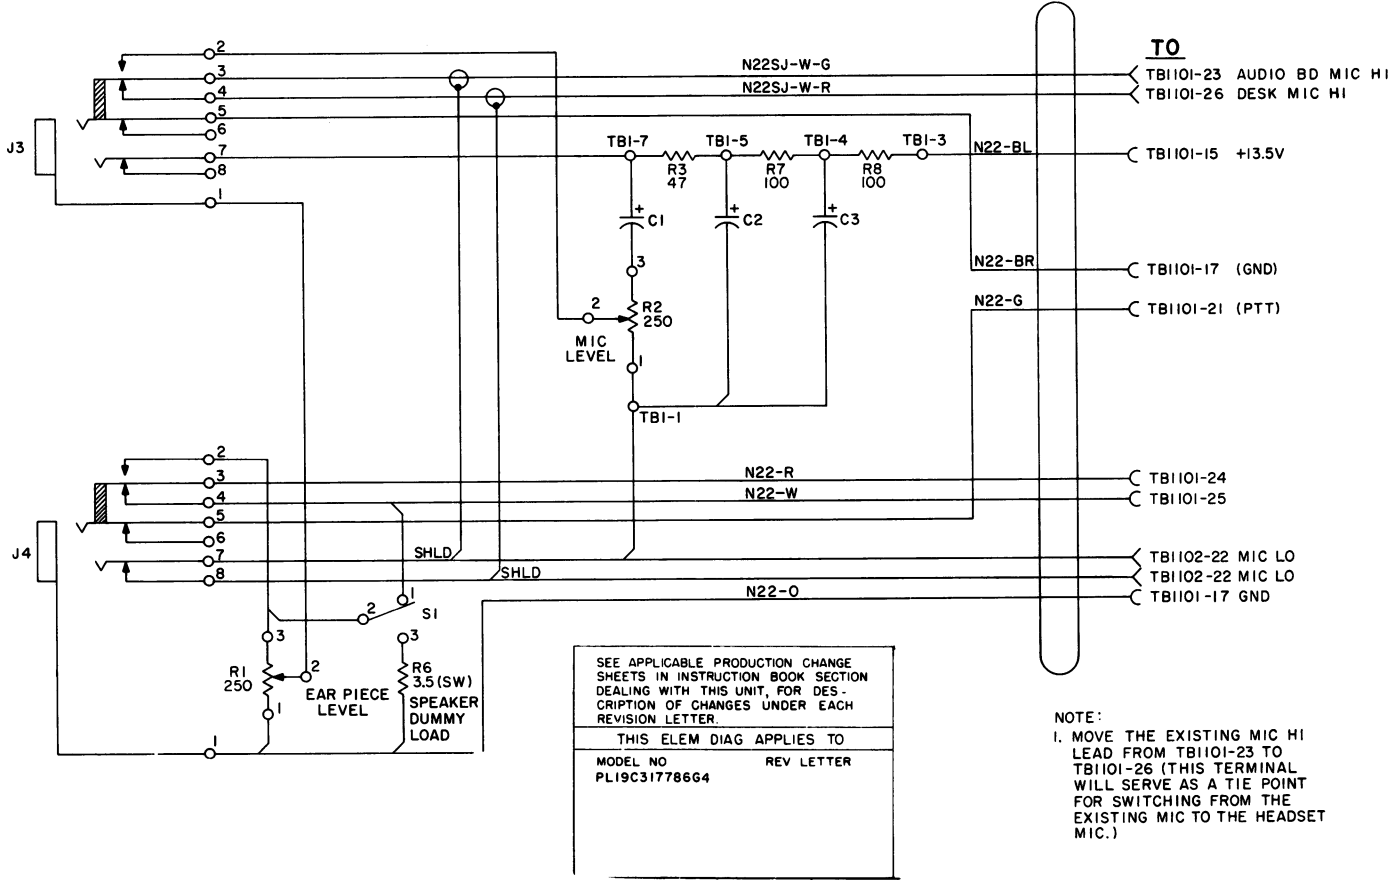 TO
N22SJ-W-G
TB1101-23 AUDIO BD MIC HI
N22SJ-W-R
TB1101-26 DESK MIC HI
J3
2
3
4
5
6
7
8
1
TB1-7
TB1-5
TB1-4
TB1-3
N22-BL
TB1101-15 +13.5V
R3
47
R7
100
R8
100
+
C1
+
C2
+
C3
N22-BR
TB1101-17 (GND)
N22-G
TB1101-21 (PTT)
3
2
R2
250
MIC
LEVEL
1
TB1-1
J4
2
3
4
5
6
7
8
N22-R
TB1101-24
N22-W
TB1101-25
SHLD
TB1102-22 MIC LO
SHLD
TB1102-22 MIC LO
N22-O
TB1101-17 GND
1
2
S1
3
3
R1
250
2
EAR PIECE
LEVEL
1
R6
3.5(SW)
SPEAKER
DUMMY
LOAD
1
SEE APPLICABLE PRODUCTION CHANGE
SHEETS IN INSTRUCTION BOOK SECTION
DEALING WITH THIS UNIT, FOR DES-
CRIPTION OF CHANGES UNDER EACH
REVISION LETTER.
THIS ELEM DIAG APPLIES TO
MODEL NO REV LETTER
PL19C317786G4
NOTE:
1. MOVE THE EXISTING MIC HI
LEAD FROM TB1101-23 TO
TB1101-26 (THIS TERMINAL
WILL SERVE AS A TIE POINT
FOR SWITCHING FROM THE
EXISTING MIC TO THE HEADSET
MIC.)